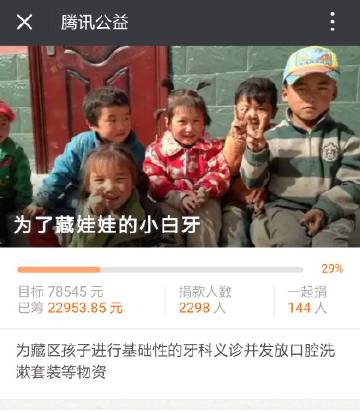 腾讯公益
为了藏娃娃的小白牙
29%
目标 78545 元
已筹 22953.85 元
捐款人数
2298 人
一起捐
144 人
为藏区孩子进行基础性的牙科义诊并发放口腔洗
漱套装等物资